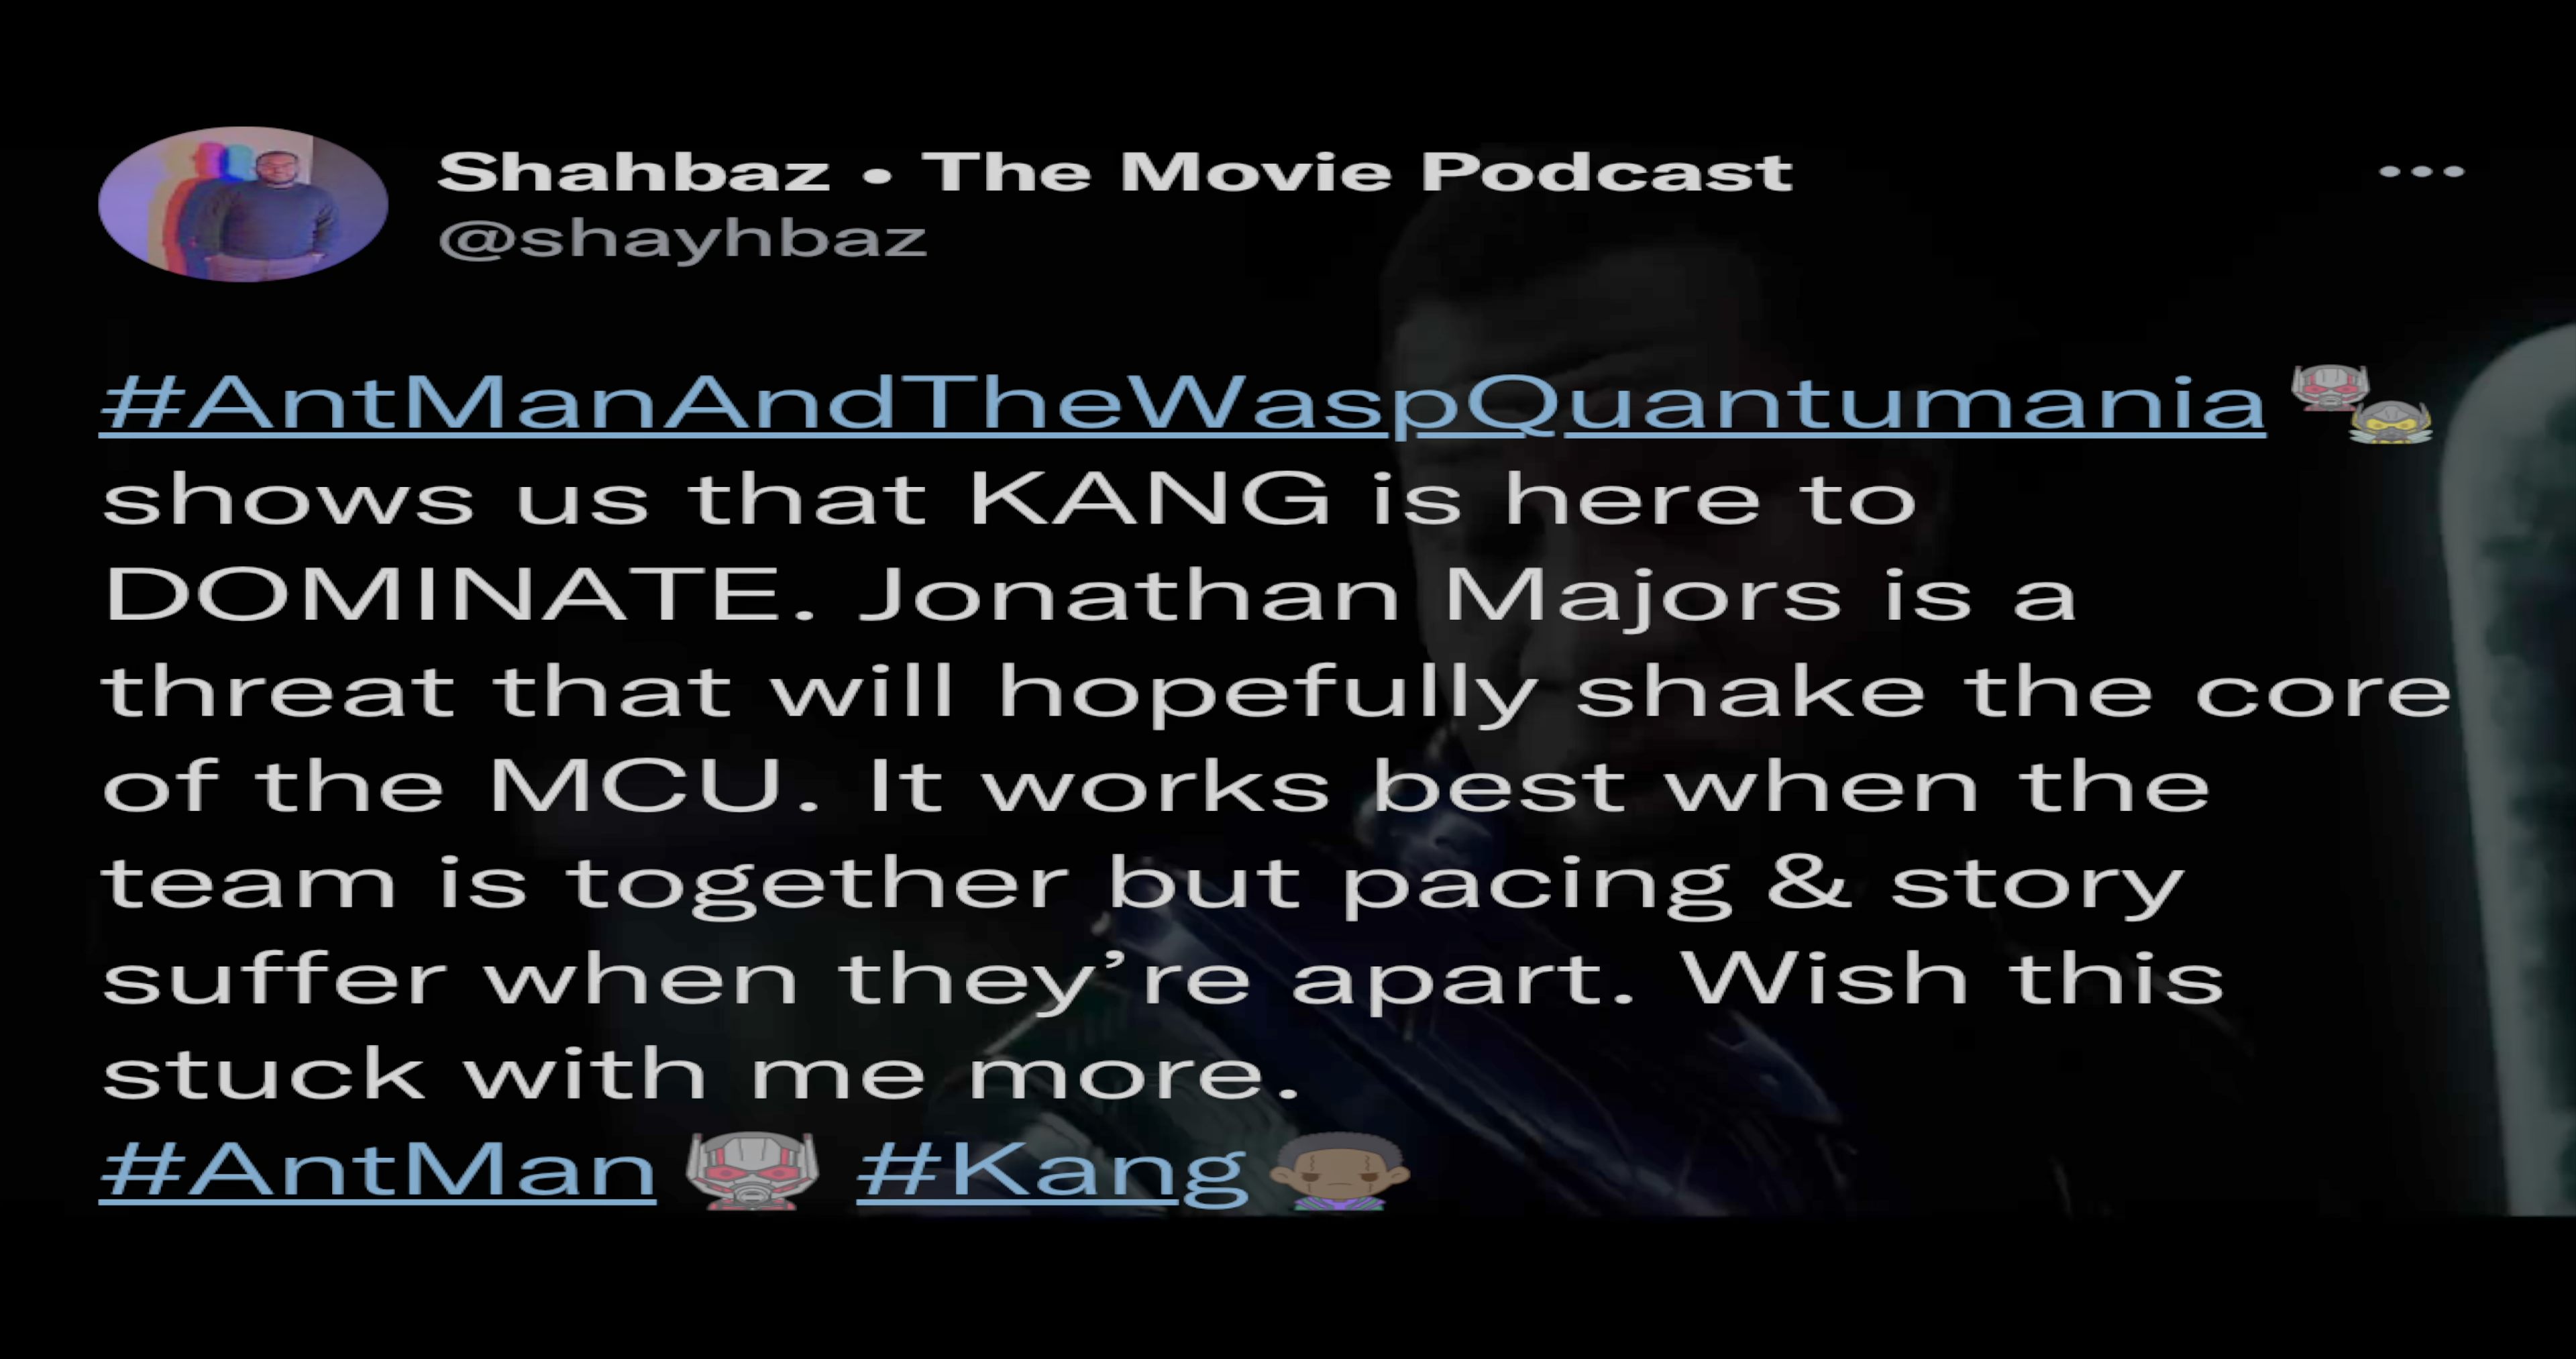 Shahbaz • The Movie Podcast
@shayhbaz
#AntManAndTheWaspQuantumania
shows us that KANG is here to
DOMINATE. Jonathan Majors is a
threat that will hopefully shake the core
of the MCU. It works best when the
team is together but pacing & story
suffer when they’re apart. Wish this
stuck with me more.
#AntMan #Kang